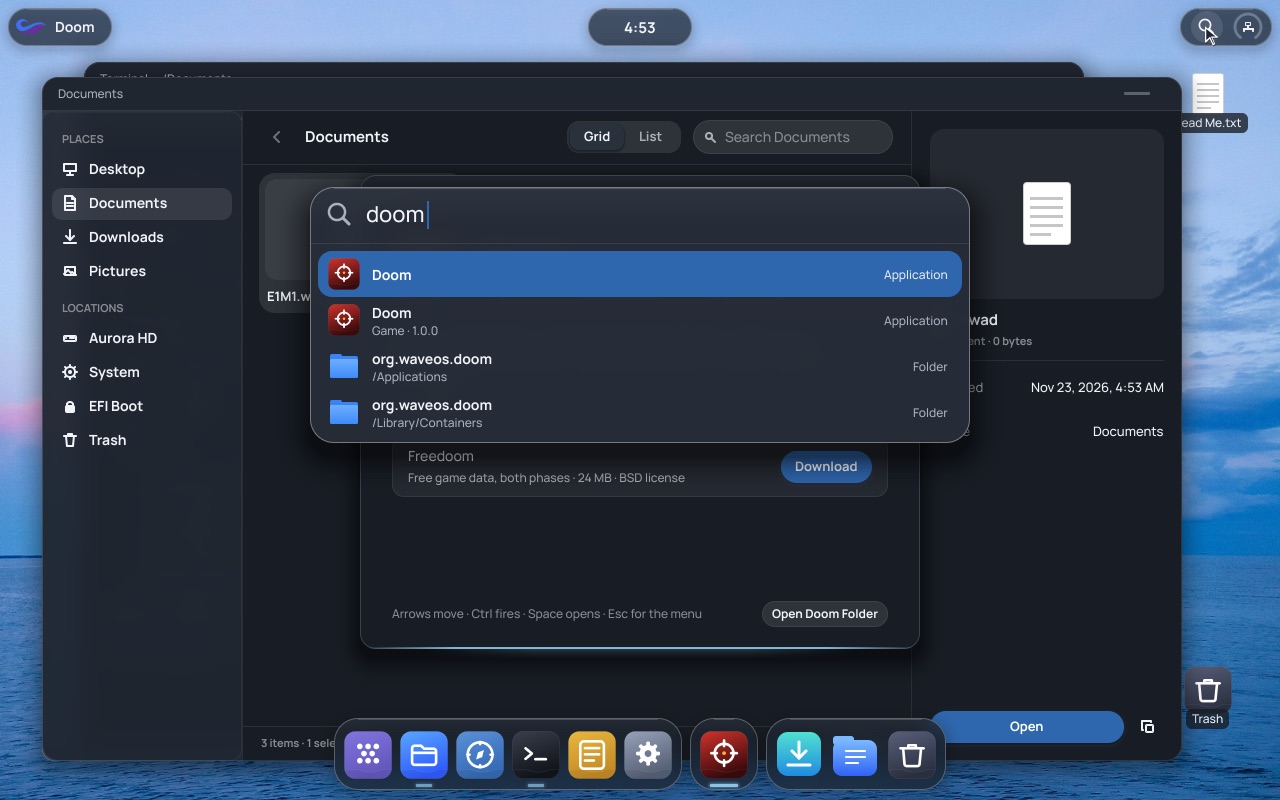 Doom
4:53
Documents
ead Me.txt
PLACES
Desktop
Documents
Downloads
Pictures
LOCATIONS
Aurora HD
System
EFI Boot
Trash
Documents
Grid
List
Search Documents
E1M1.w
doom
Doom
Application
Doom
Game · 1.0.0
Application
org.waveos.doom
/Applications
Folder
org.waveos.doom
/Library/Containers
Folder
Freedoom
Free game data, both phases · 24 MB · BSD license
Download
Arrows move · Ctrl fires · Space opens · Esc for the menu
Open Doom Folder
wad
ent · 0 bytes
ed
Nov 23, 2026, 4:53 AM
Documents
Open
3 items · 1 sele
Trash